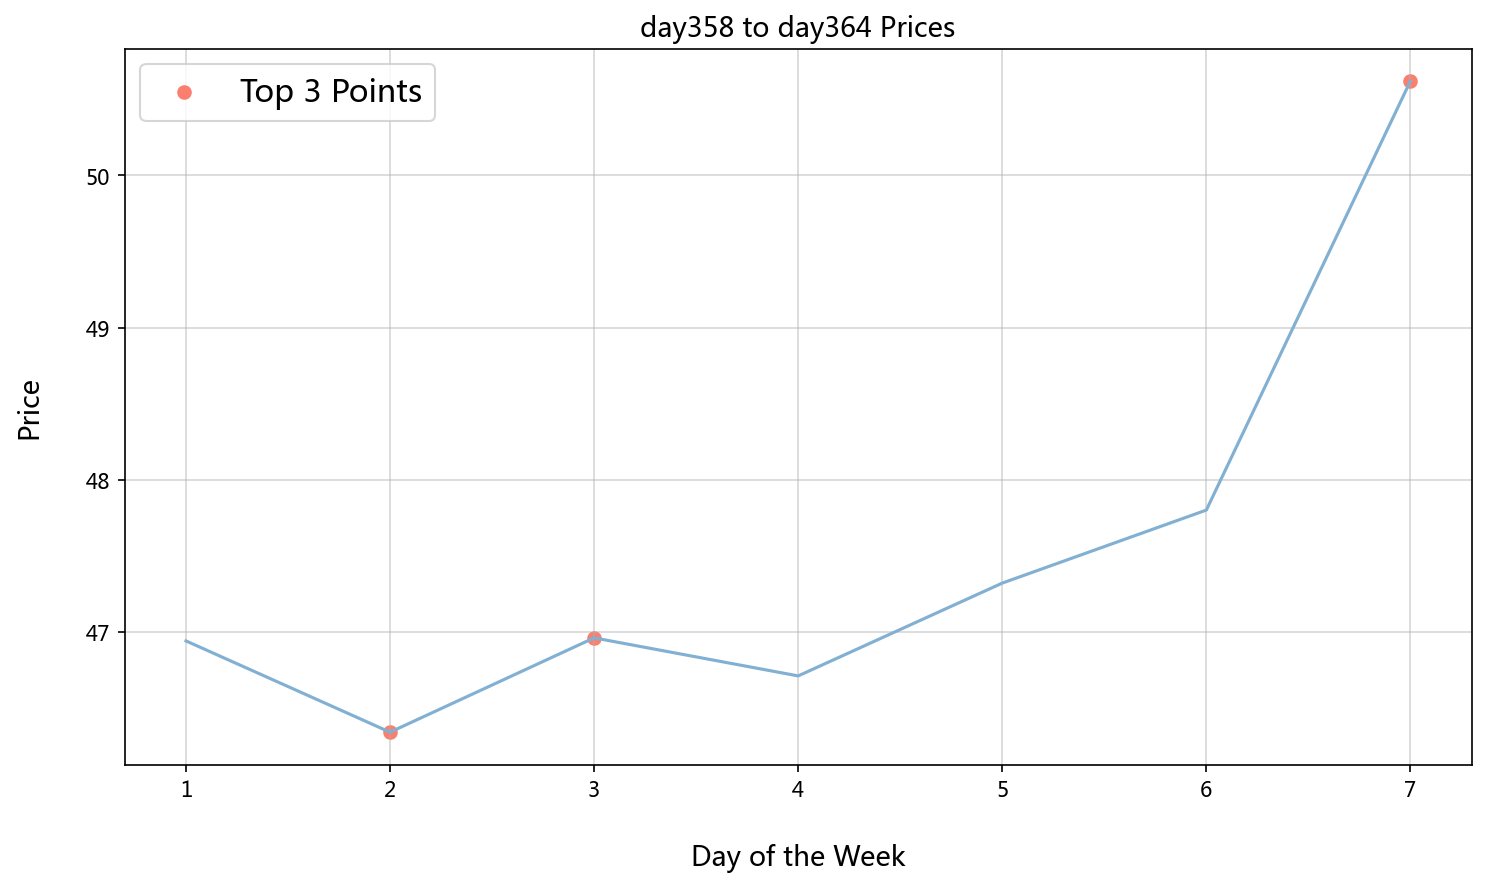 day358 to day364 Prices
Top 3 Points
50
49
48
47
Price
1 2 3 4 5 6 7
Day of the Week